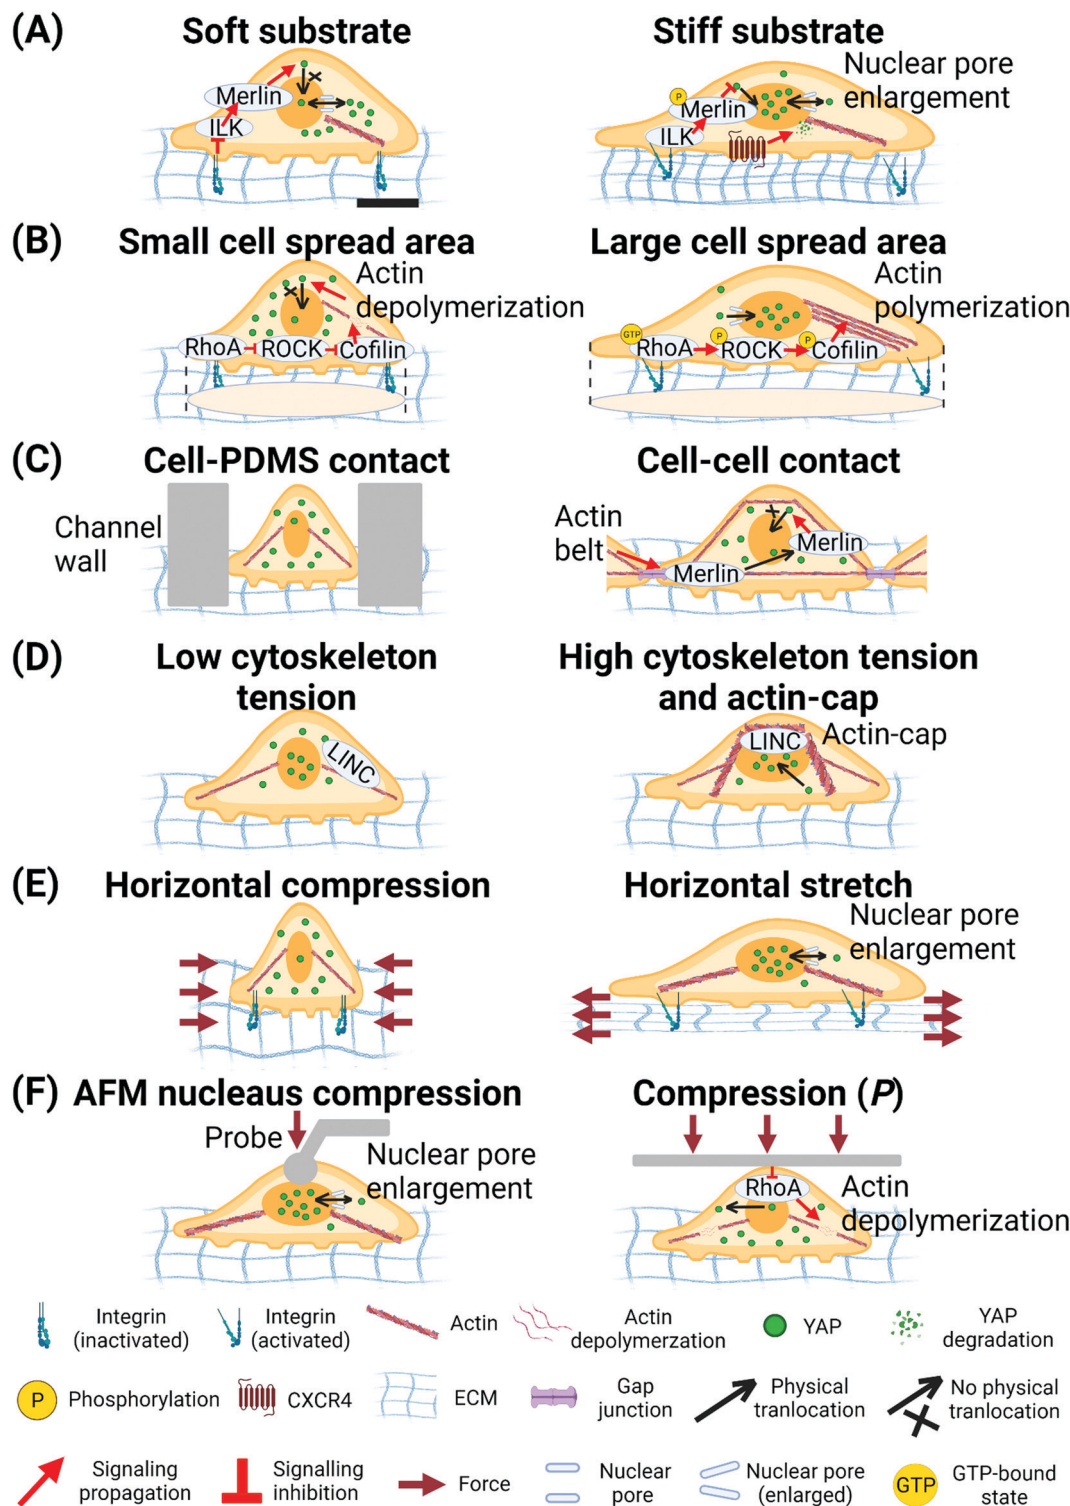 (A)
Soft substrate
Stiff substrate
Merlin
ILK
Nuclear pore
enlargement
P
Merlin
ILK
(B)
Small cell spread area
Large cell spread area
Actin
depolymerization
RhoA
ROCK
Cofilin
Actin
polymerization
GTP
RhoA
P
ROCK
P
Cofilin
(C)
Cell-PDMS contact
Cell-cell contact
Channel
wall
Actin
belt
Merlin
Merlin
(D)
Low cytoskeleton
tension
High cytoskeleton tension
and actin-cap
LINC
LINC
Actin-cap
(E)
Horizontal compression
Horizontal stretch
Nuclear pore
enlargement
(F)
AFM nucleaus compression
Compression (P)
Probe
Nuclear pore
enlargement
RhoA
Actin
depolymerization
Integrin
(inactivated)
Integrin
(activated)
Actin
Actin
depolymerzation
YAP
YAP
degradation
P
Phosphorylation
CXCR4
ECM
Gap
junction
Physical
tranlocation
No physical
tranlocation
Signaling
propagation
Signalling
inhibition
Force
Nuclear
pore
Nuclear pore
(enlarged)
GTP
GTP-bound
state